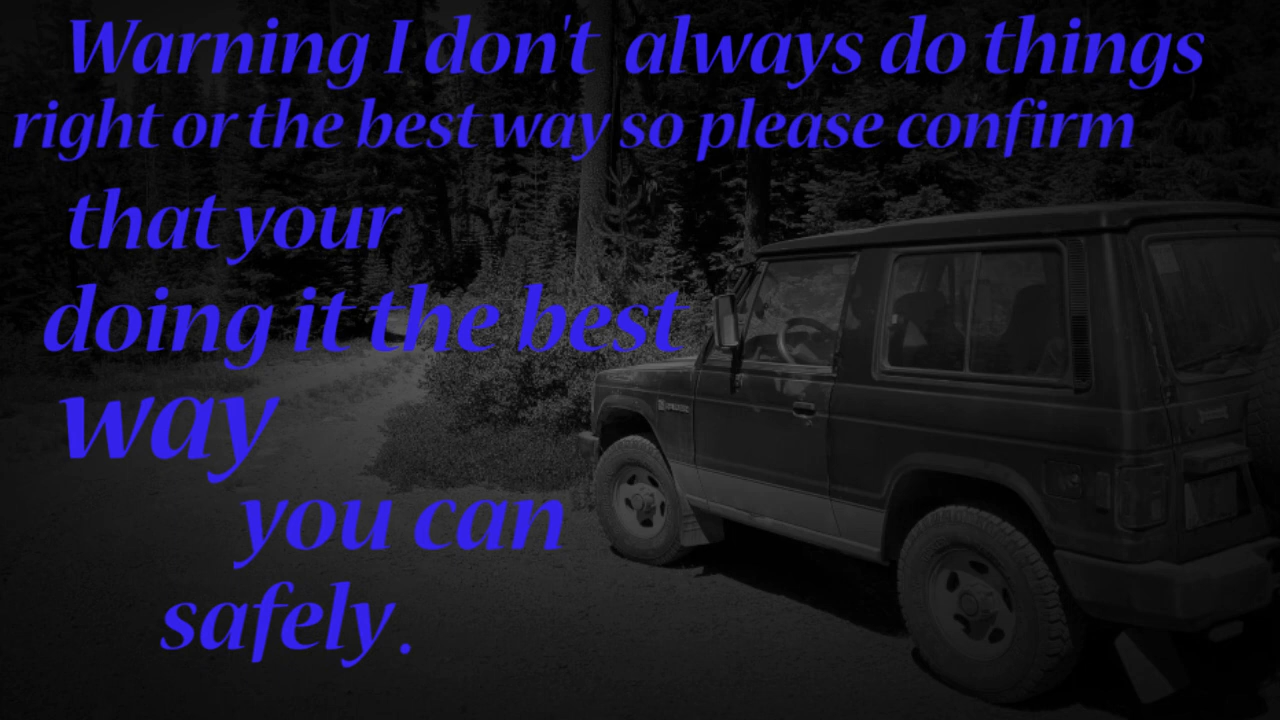 Warning I don't always do things
right or the best way so please confirm
that your
doing it the best
way
you can
safely.